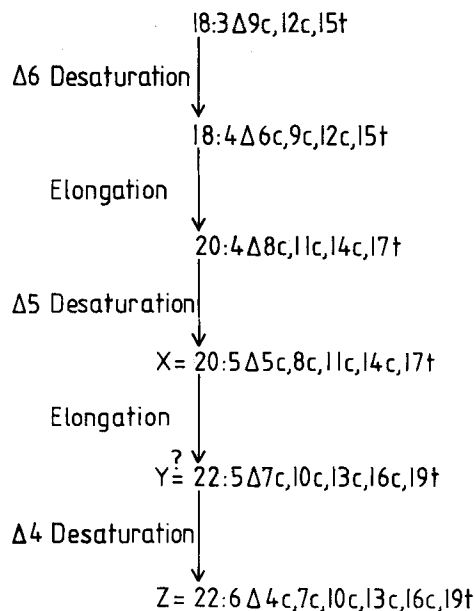 18:3Δ9c,12c,15t
Δ6 Desaturation
18:4Δ6c,9c,12c,15t
Elongation
20:4Δ8c,11c,14c,17t
Δ5 Desaturation
X= 20:5Δ5c,8c,11c,14c,17t
Elongation
?
Y= 22:5Δ7c,10c,13c,16c,19t
Δ4 Desaturation
Z= 22:6 Δ4c,7c,10c,13c,16c,19t